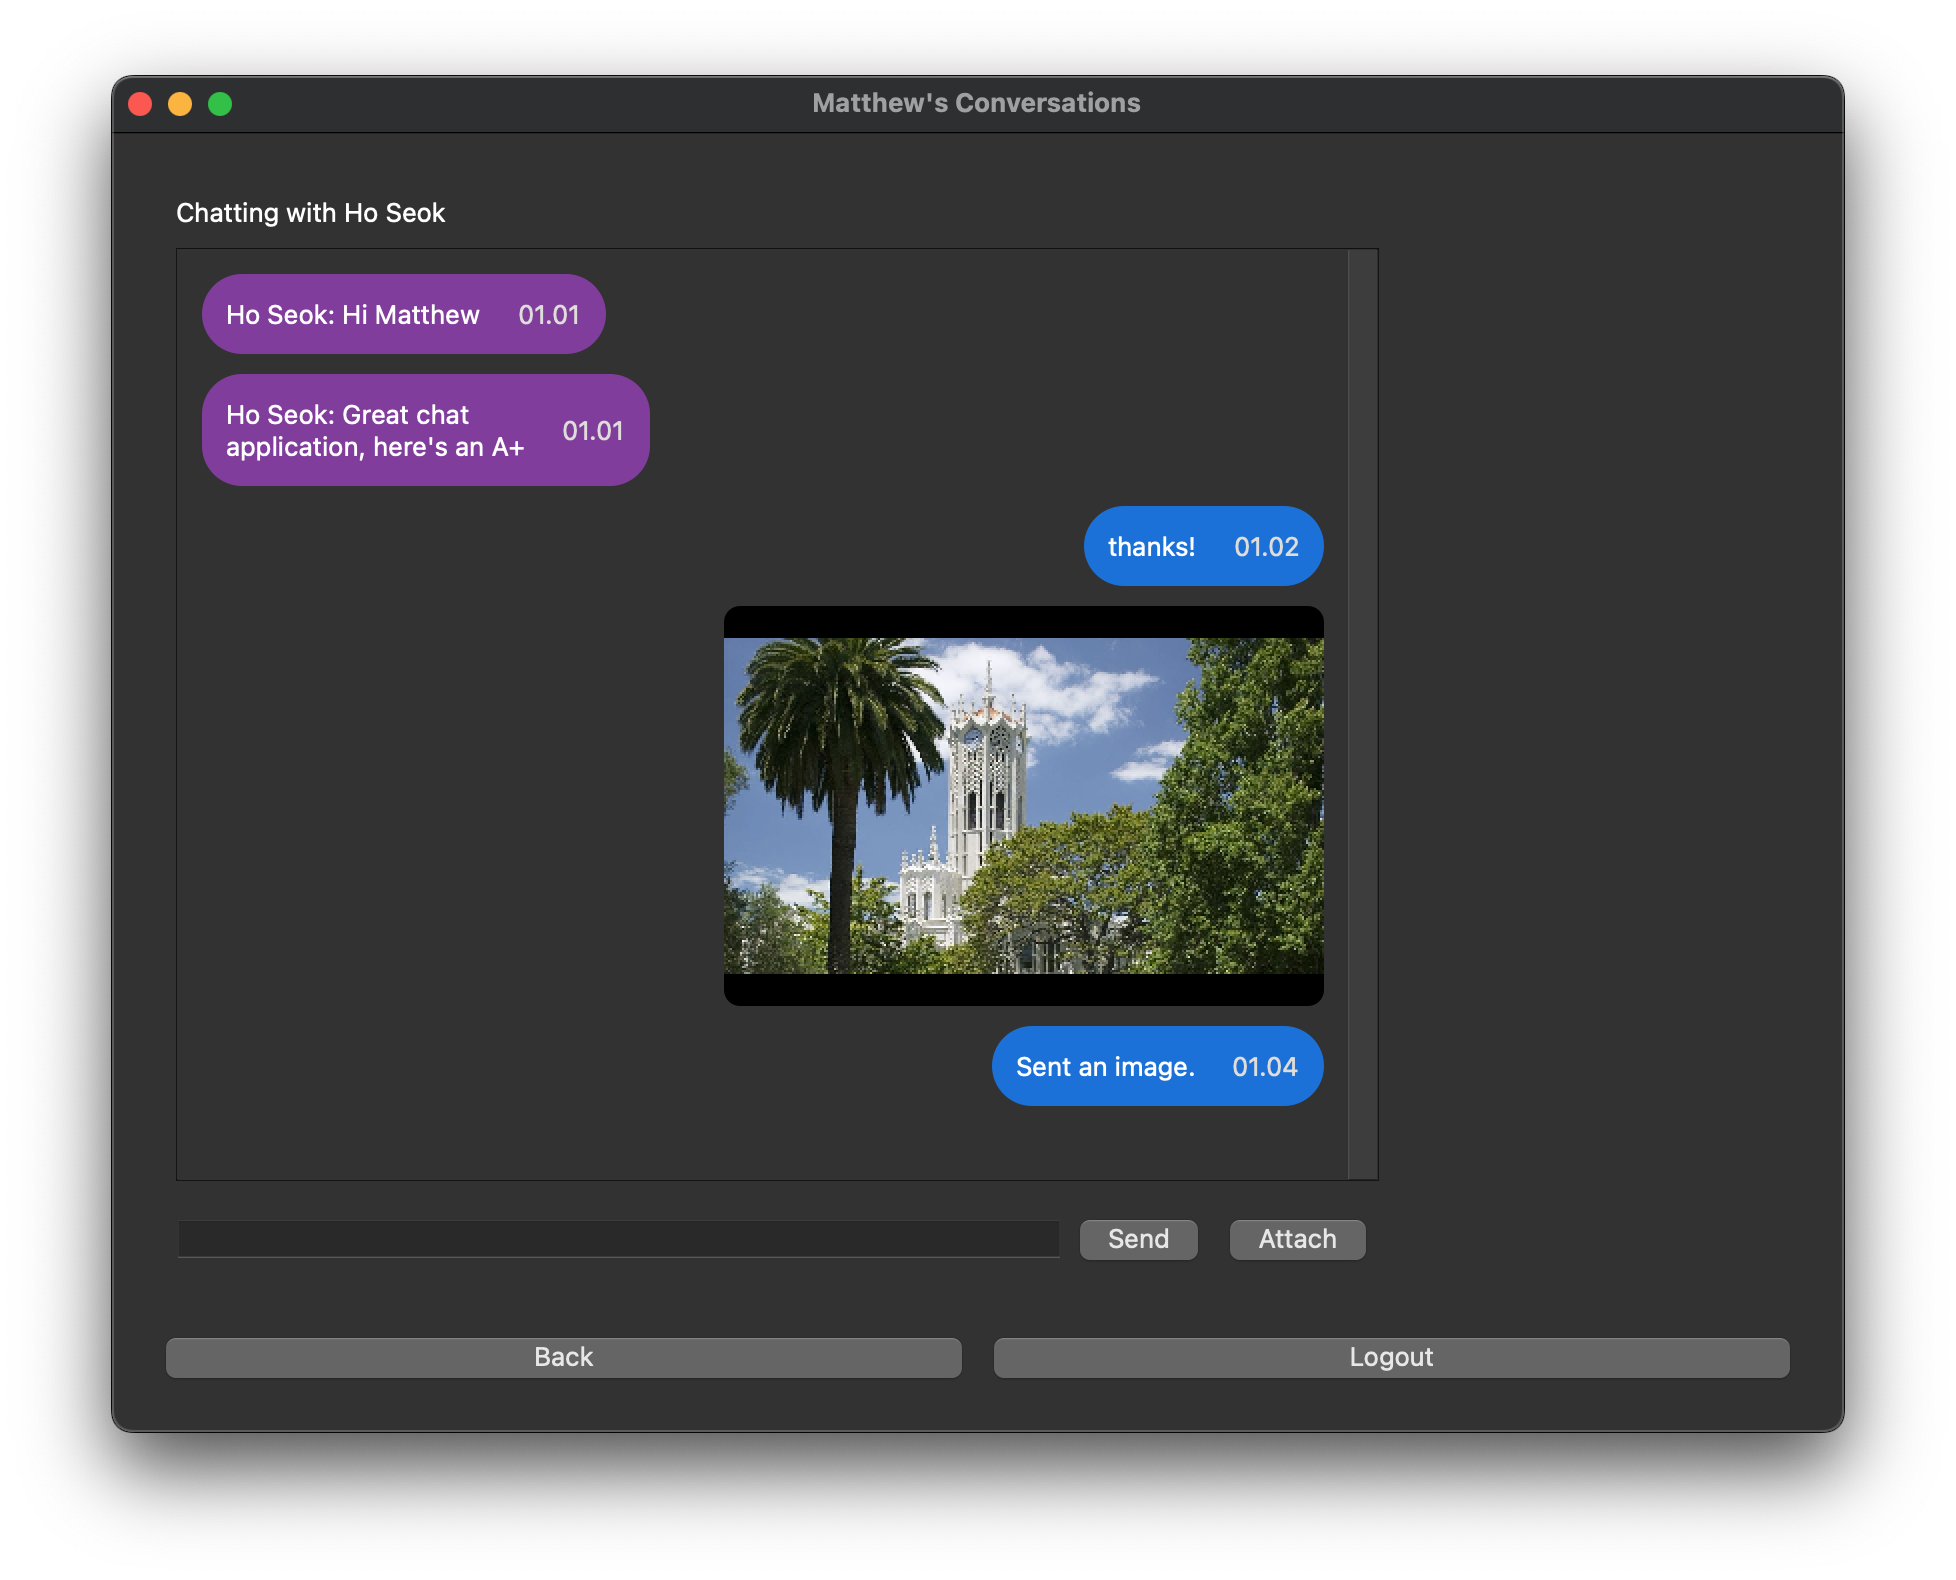 Matthew's Conversations
Chatting with Ho Seok
Ho Seok: Hi Matthew 01.01
Ho Seok: Great chat
application, here's an A+ 01.01
thanks! 01.02
Sent an image. 01.04
Send Attach
Back Logout